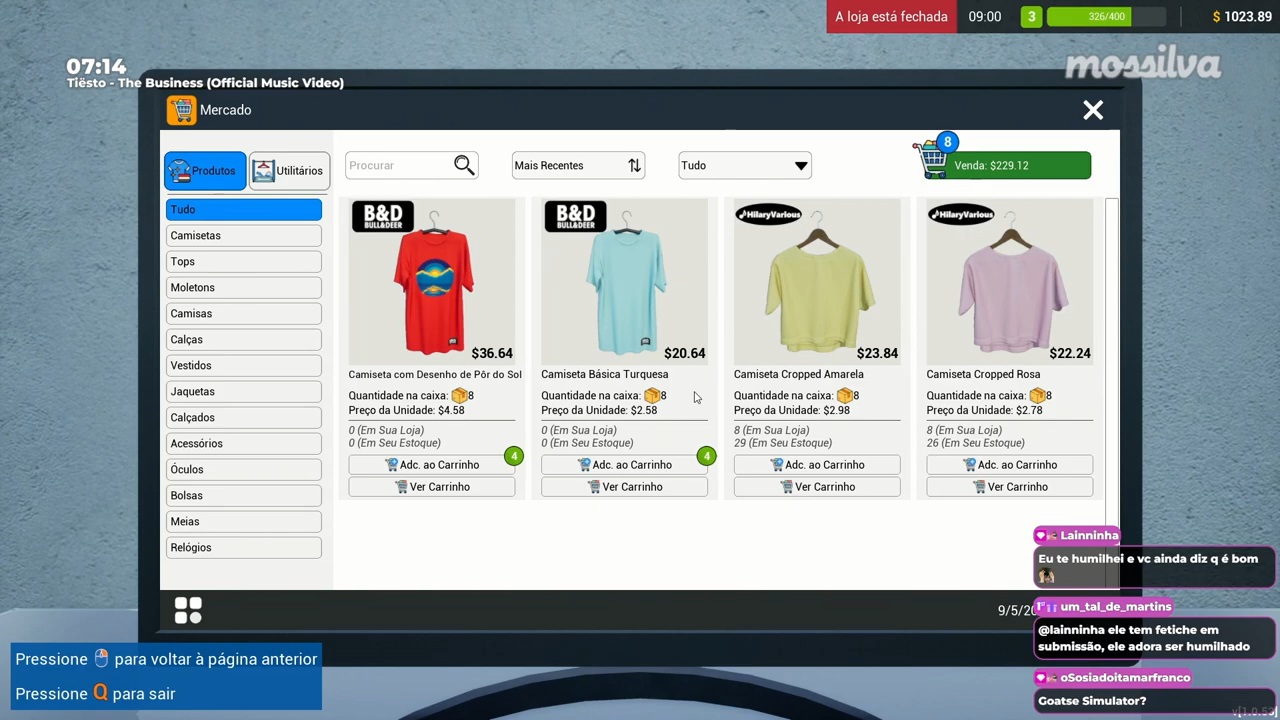 A loja está fechada
09:00
3
326/400
$ 1023.89
07:14
Tiësto - The Business (Official Music Video)
mossilva
Mercado
Produtos
Utilitários
Procurar
Mais Recentes
Tudo
8
Venda: $229.12
Tudo
Camisetas
Tops
Moletons
Camisas
Calças
Vestidos
Jaquetas
Calçados
Acessórios
Óculos
Bolsas
Meias
Relógios
B&D
BULL&DEER
$36.64
Camiseta com Desenho de Pôr do Sol
Quantidade na caixa: 8
Preço da Unidade: $4.58
0 (Em Sua Loja)
0 (Em Seu Estoque)
4
Adc. ao Carrinho
Ver Carrinho
B&D
BULL&DEER
$20.64
Camiseta Básica Turquesa
Quantidade na caixa: 8
Preço da Unidade: $2.58
0 (Em Sua Loja)
0 (Em Seu Estoque)
4
Adc. ao Carrinho
Ver Carrinho
HilaryVarious
$23.84
Camiseta Cropped Amarela
Quantidade na caixa: 8
Preço da Unidade: $2.98
8 (Em Sua Loja)
29 (Em Seu Estoque)
Adc. ao Carrinho
Ver Carrinho
HilaryVarious
$22.24
Camiseta Cropped Rosa
Quantidade na caixa: 8
Preço da Unidade: $2.78
8 (Em Sua Loja)
26 (Em Seu Estoque)
Adc. ao Carrinho
Ver Carrinho
9/5/20
Lainninha
Eu te humilhei e vc ainda diz q é bom
um_tal_de_martins
@lainninha ele tem fetiche em
submissão, ele adora ser humilhado
oSosiadoitamarfranco
Goatse Simulator?
Pressione para voltar à página anterior
Pressione Q para sair